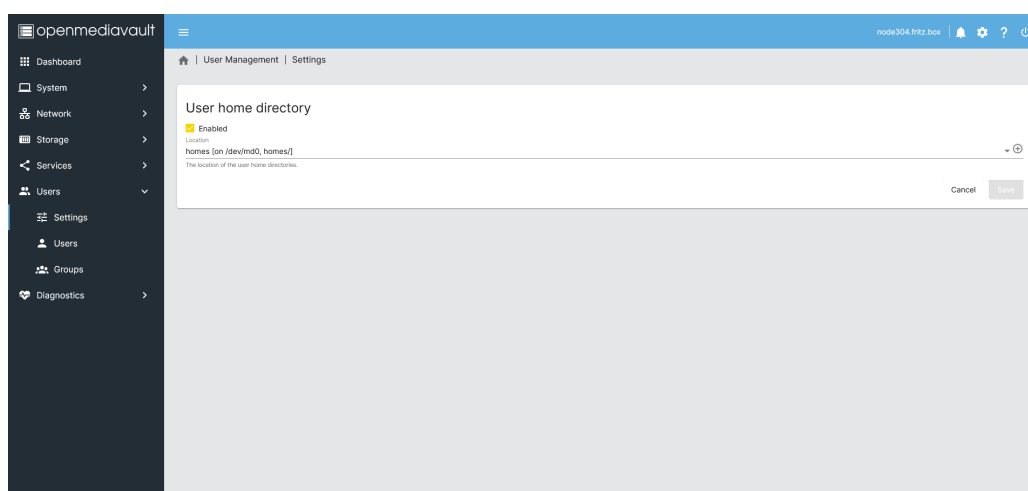 openmediavault
node304.fritz.box
Dashboard
User Management | Settings
System
Network
Storage
Services
Users
Settings
Users
Groups
Diagnostics
User home directory
Enabled
Location
homes [on /dev/md0, homes/]
The location of the user home directories.
Cancel Save